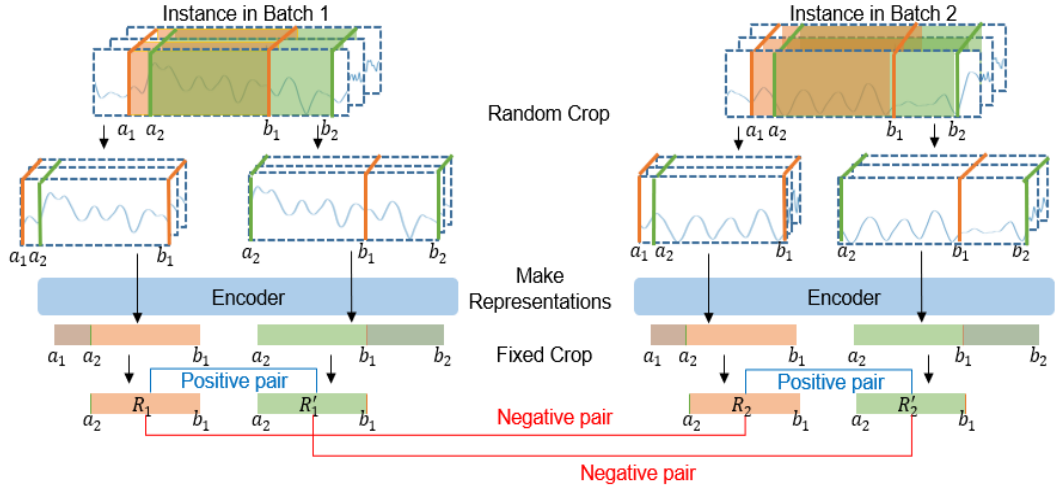 Instance in Batch 1
Instance in Batch 2
Random Crop
a₁ a₂ b₁ b₂
a₁ a₂ b₁ b₂
a₁ a₂ b₁
a₂ b₁ b₂
a₁ a₂ b₁
a₂ b₁ b₂
Make
Representations
Encoder
Encoder
a₁ a₂ b₁
a₂ b₁ b₂
Fixed Crop
a₁ a₂ b₁
a₂ b₁ b₂
Positive pair
Positive pair
R₁
R₁′
R₂
R₂′
a₂ b₁
a₂ b₁
a₂ b₁
a₂ b₁
Negative pair
Negative pair